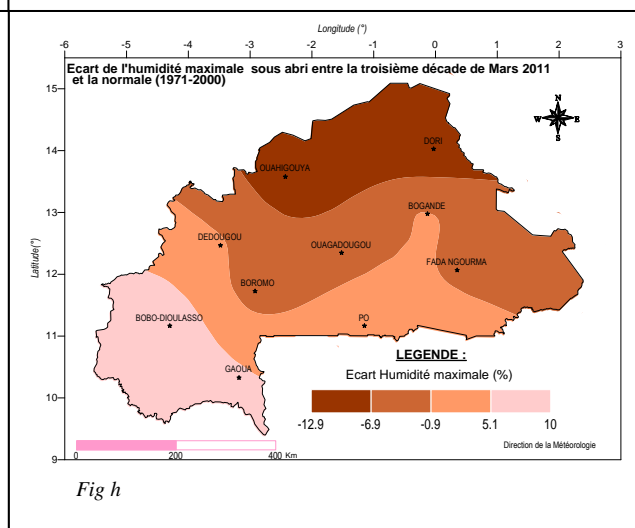 Longitude (°)
-6 -5 -4 -3 -2 -1 0 1 2 3
Ecart de l'humidité maximale sous abri entre la troisième décade de Mars 2011
et la normale (1971-2000)
15
N
W E
S
14
DORI
OUAHIGOUYA
13
BOGANDE
DEDOUGOU
OUAGADOUGOU
Latitude(°)
FADA NGOURMA
12
BOROMO
BOBO-DIOULASSO
PO
11
LEGENDE :
GAOUA
Ecart Humidité maximale (%)
10
-12.9 -6.9 -0.9 5.1 10
Direction de la Météorologie
9
0 200 400 Km
Fig h